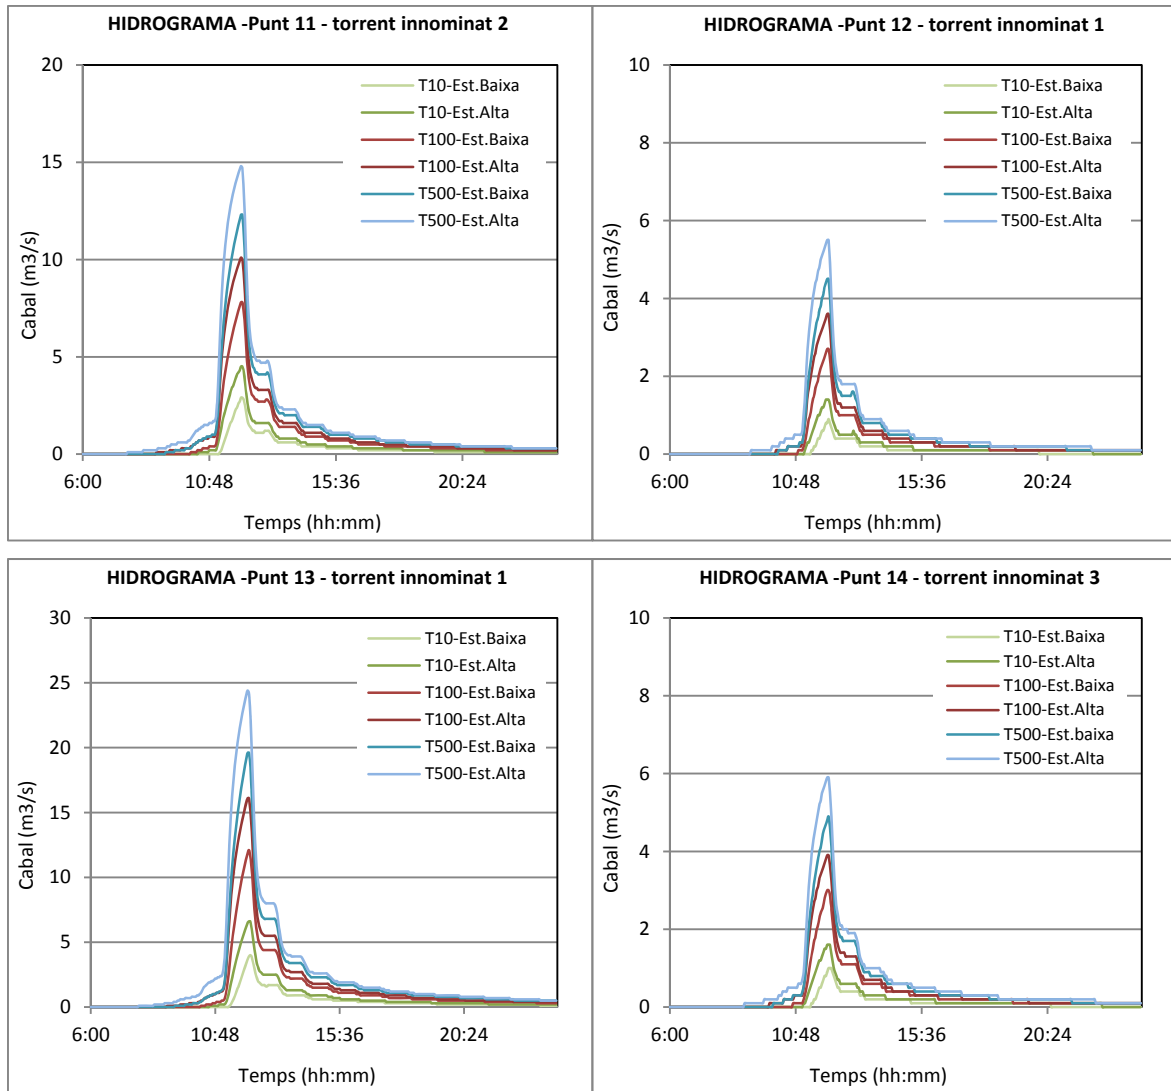 HIDROGRAMA -Punt 11 - torrent innominat 2
20
15
10
5
0
Cabal (m3/s)
T10-Est.Baixa
T10-Est.Alta
T100-Est.Baixa
T100-Est.Alta
T500-Est.Baixa
T500-Est.Alta
6:00 10:48 15:36 20:24
Temps (hh:mm)
HIDROGRAMA -Punt 12 - torrent innominat 1
10
8
6
4
2
0
Cabal (m3/s)
T10-Est.Baixa
T10-Est.Alta
T100-Est.Baixa
T100-Est.Alta
T500-Est.Baixa
T500-Est.Alta
6:00 10:48 15:36 20:24
Temps (hh:mm)
HIDROGRAMA -Punt 13 - torrent innominat 1
30
25
20
15
10
5
0
Cabal (m3/s)
T10-Est.Baixa
T10-Est.Alta
T100-Est.Baixa
T100-Est.Alta
T500-Est.Baixa
T500-Est.Alta
6:00 10:48 15:36 20:24
Temps (hh:mm)
HIDROGRAMA -Punt 14 - torrent innominat 3
10
8
6
4
2
0
Cabal (m3/s)
T10-Est.Baixa
T10-Est.Alta
T100-Est.Baixa
T100-Est.Alta
T500-Est.baixa
T500-Est.Alta
6:00 10:48 15:36 20:24
Temps (hh:mm)